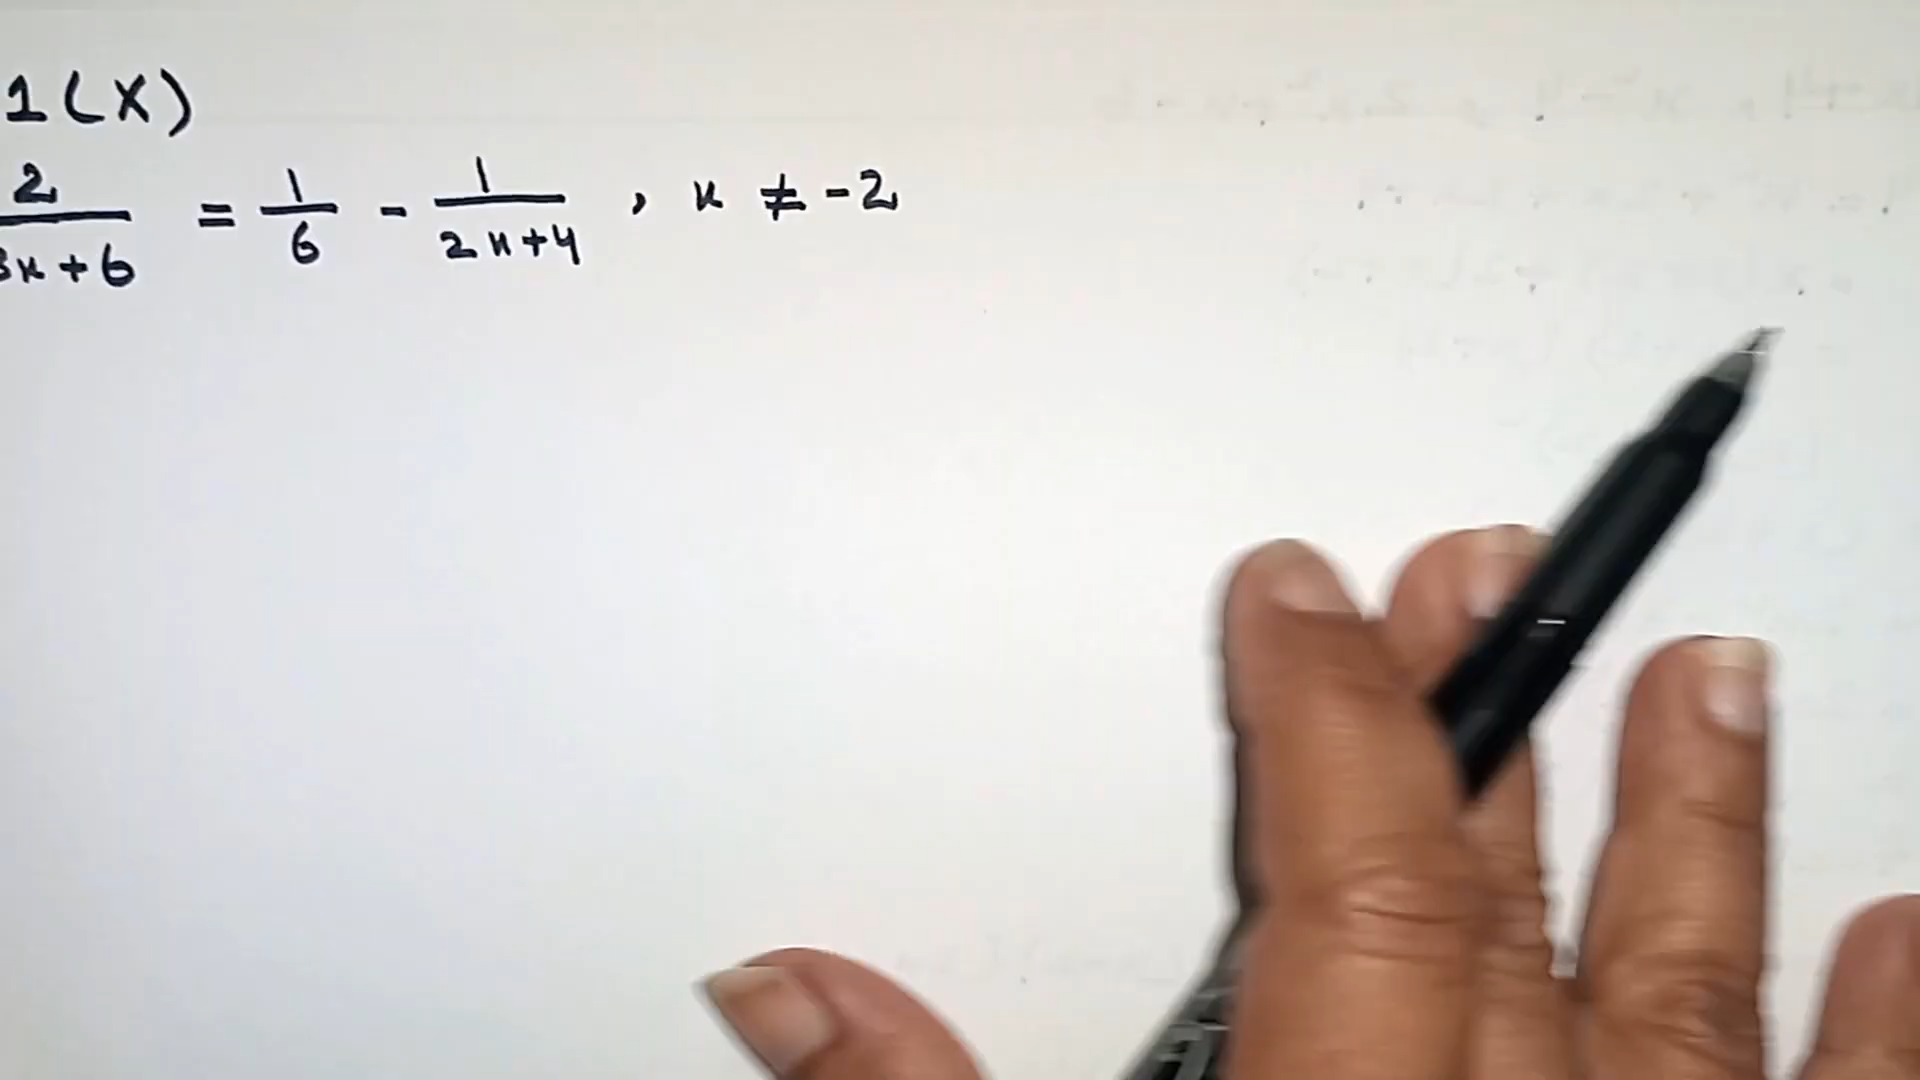 1(x)
2/3x+6 = 1/6 - 1/2x+4 , x ≠ -2